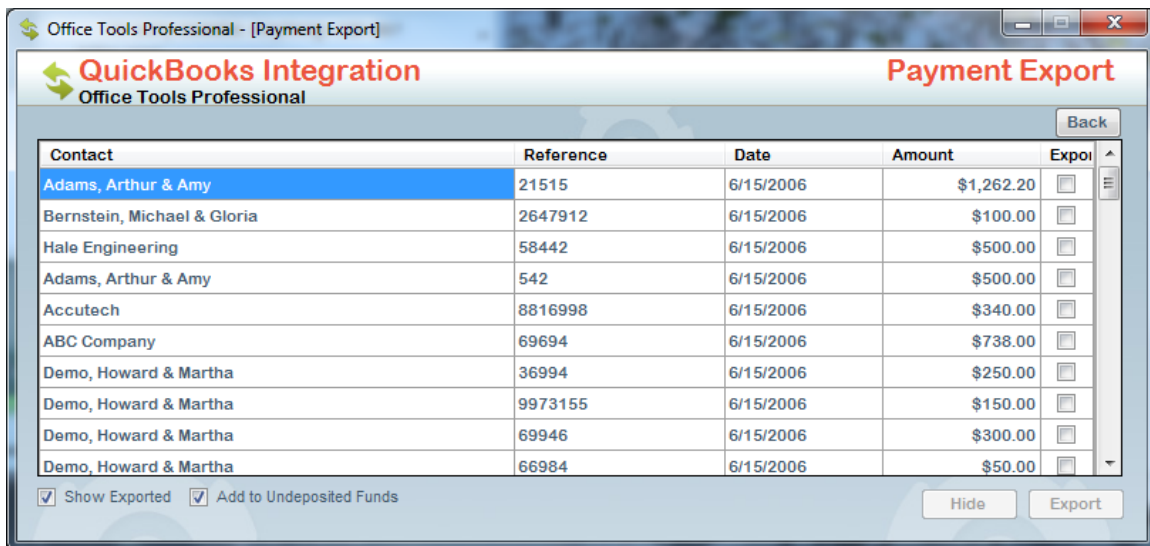 Office Tools Professional - [Payment Export]
QuickBooks Integration Payment Export
Office Tools Professional
Back
Contact Reference Date Amount Expor
Adams, Arthur & Amy 21515 6/15/2006 $1,262.20
Bernstein, Michael & Gloria 2647912 6/15/2006 $100.00
Hale Engineering 58442 6/15/2006 $500.00
Adams, Arthur & Amy 542 6/15/2006 $500.00
Accutech 8816998 6/15/2006 $340.00
ABC Company 69694 6/15/2006 $738.00
Demo, Howard & Martha 36994 6/15/2006 $250.00
Demo, Howard & Martha 9973155 6/15/2006 $150.00
Demo, Howard & Martha 69946 6/15/2006 $300.00
Demo, Howard & Martha 66984 6/15/2006 $50.00
Show Exported Add to Undeposited Funds Hide Export